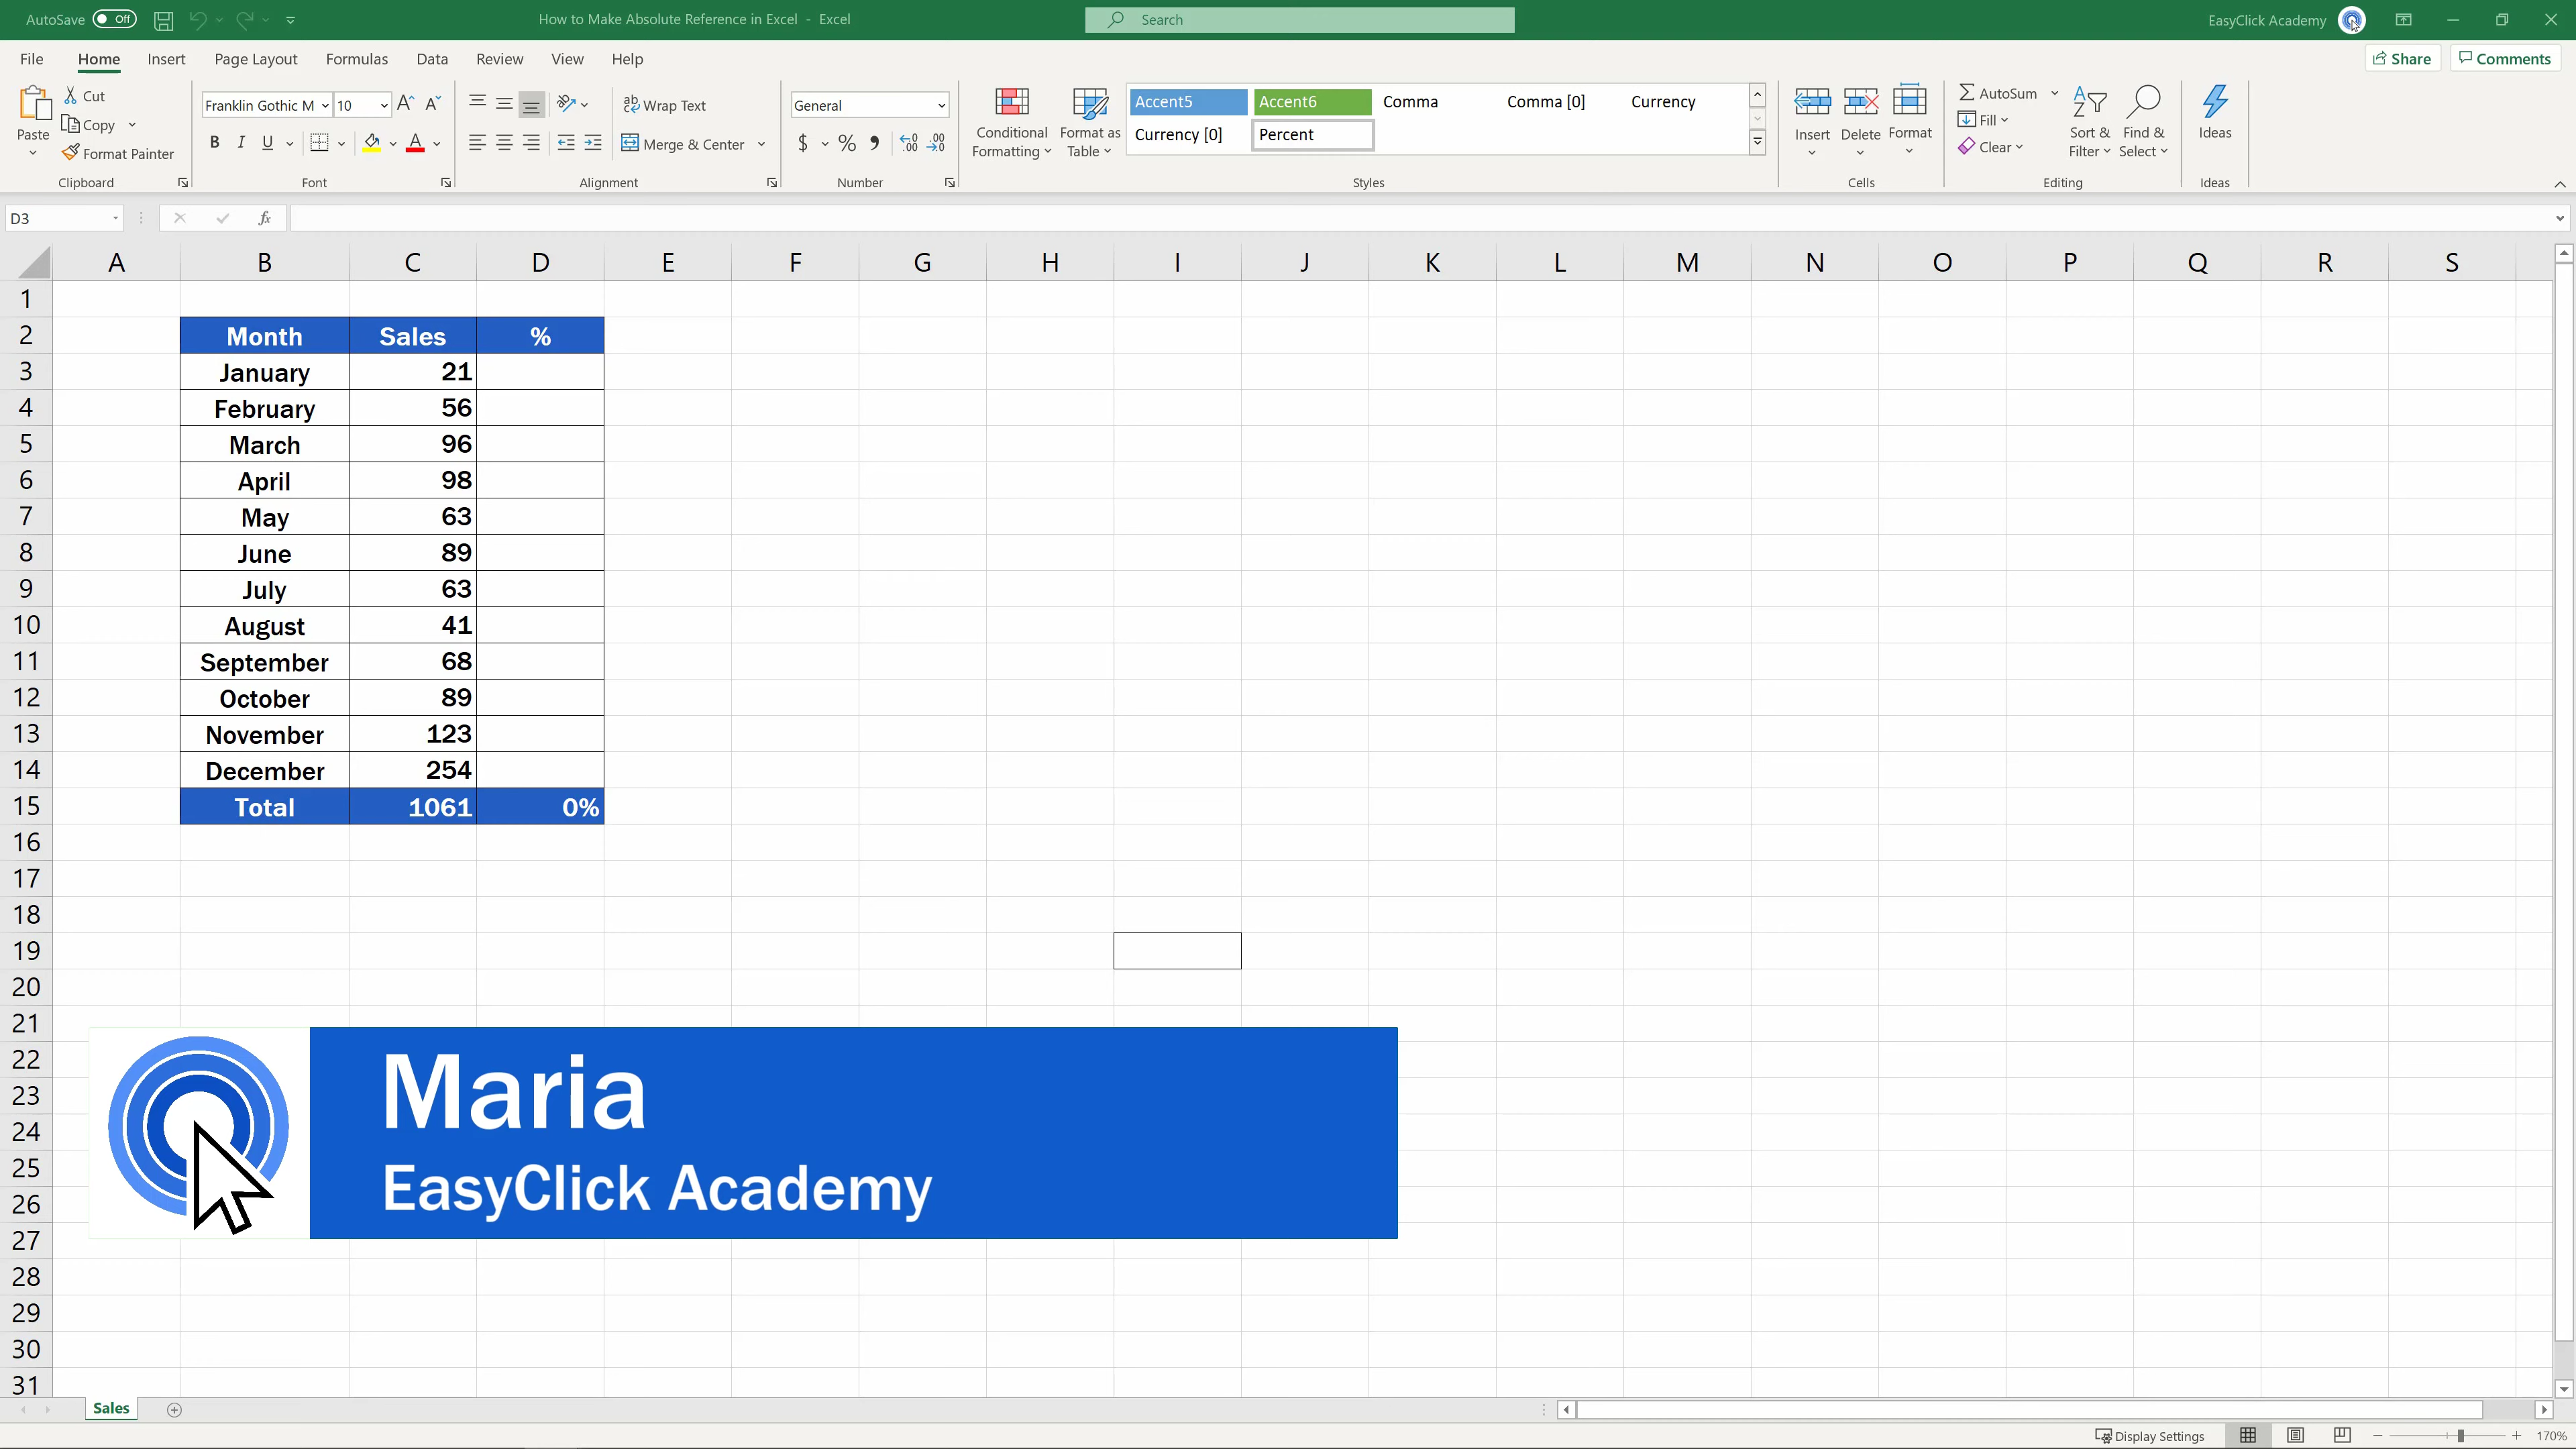 AutoSave Off How to Make Absolute Reference in Excel - Excel Search EasyClick Academy
File Home Insert Page Layout Formulas Data Review View Help Share Comments
Paste
Cut
Copy
Format Painter
Clipboard
Franklin Gothic M 10
B I U
Font
Wrap Text
Merge & Center
Alignment
General
$ % 9
Number
Conditional Formatting
Format as Table
Accent5 Accent6 Comma Comma [0] Currency
Currency [0] Percent
Styles
Insert Delete Format
Cells
AutoSum
Fill
Clear
Sort & Filter
Find & Select
Editing
Ideas
Ideas
D3 fx
A B C D E F G H I J K L M N O P Q R S
1
2 Month Sales %
3 January 21
4 February 56
5 March 96
6 April 98
7 May 63
8 June 89
9 July 63
10 August 41
11 September 68
12 October 89
13 November 123
14 December 254
15 Total 1061 0%
16
17
18
19
20
21
22
23
24
25
26
27
28
29
30
31
Maria
EasyClick Academy
Sales
Display Settings 170%